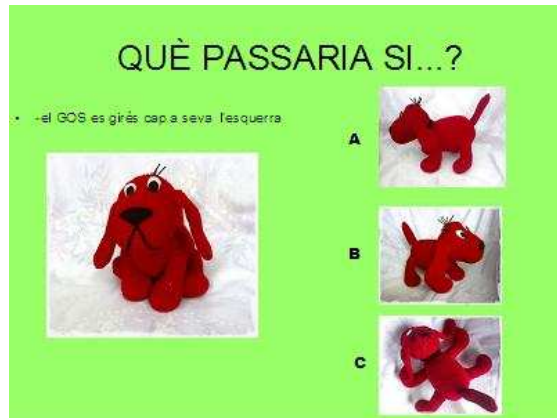 QUÈ PASSARIA SI...?
• -el GOS es girés cap a seva l'esquerra
A
B
C